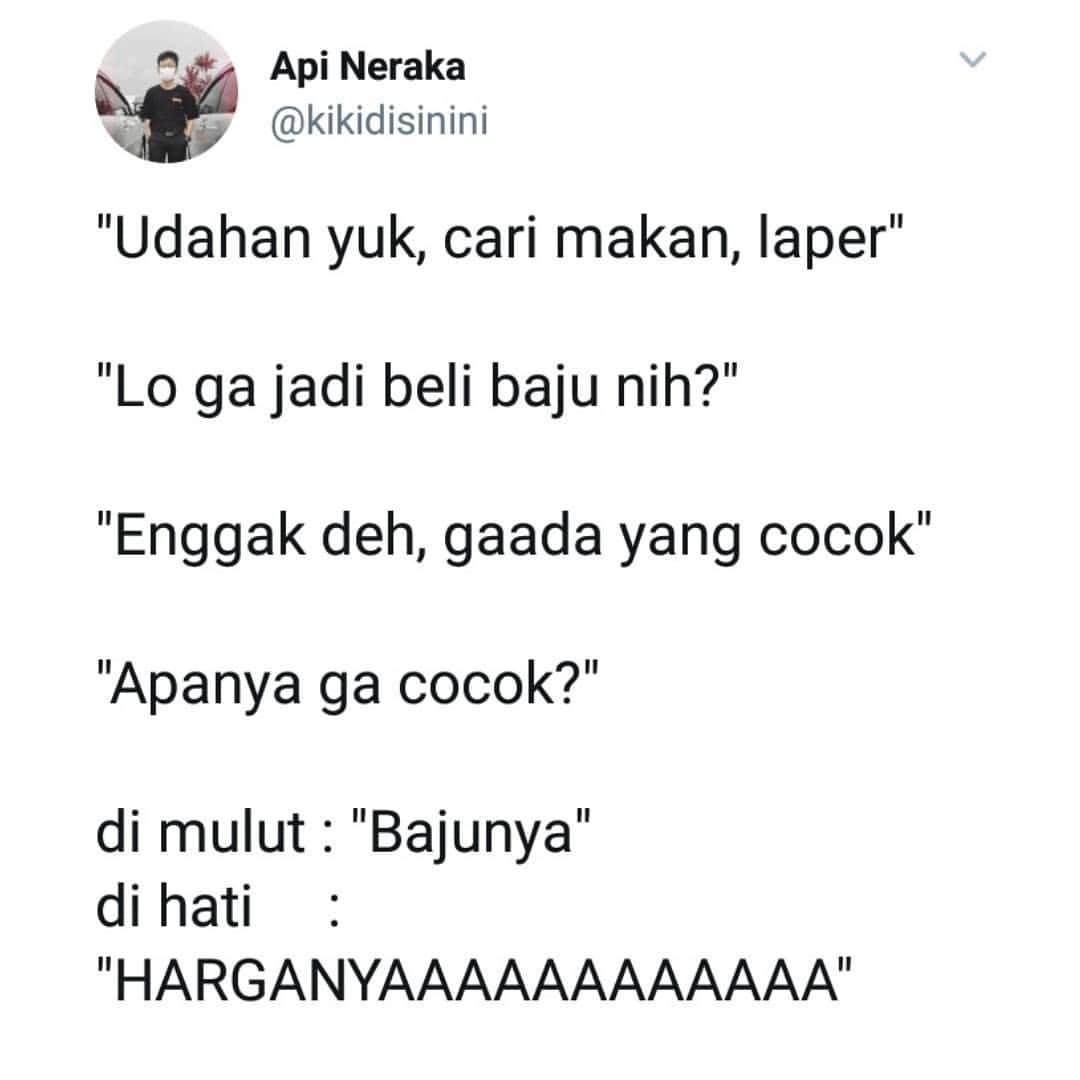 Api Neraka
@kikidisinini
"Udahan yuk, cari makan, laper"
"Lo ga jadi beli baju nih?"
"Enggak deh, gaada yang cocok"
"Apanya ga cocok?"
di mulut : "Bajunya"
di hati :
"HARGANYAAAAAAAAAAAA"